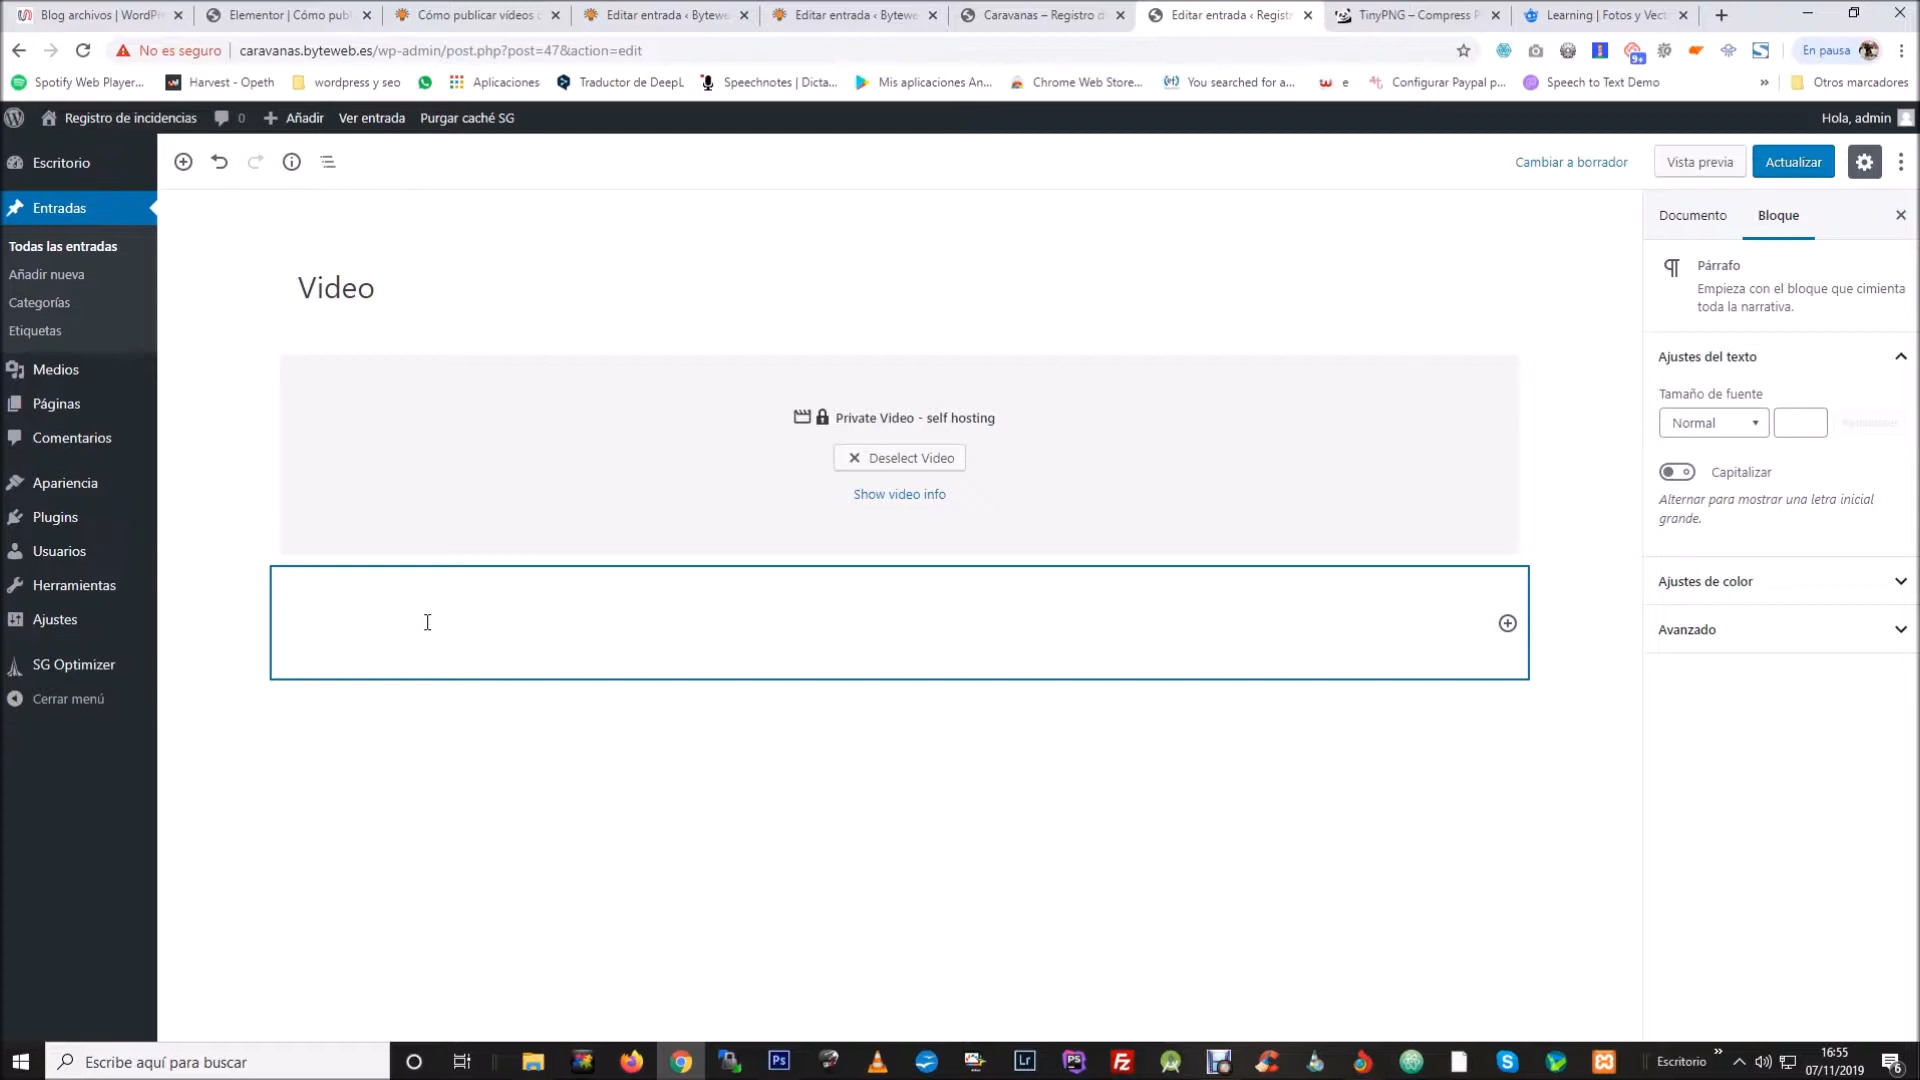 Blog archivos | WordPr
Elementor | Cómo pub
Cómo publicar vídeos c
Editar entrada ‹ Bytewe
Editar entrada ‹ Bytewe
Caravanas – Registro d
Editar entrada ‹ Registr
TinyPNG – Compress P
Learning | Fotos y Vect
No es seguro
caravanas.byteweb.es/wp-admin/post.php?post=47&action=edit
9+
En pausa
Spotify Web Player...
Harvest - Opeth
wordpress y seo
Aplicaciones
Traductor de DeepL
Speechnotes | Dicta...
Mis aplicaciones An...
Chrome Web Store...
You searched for a...
e
Configurar Paypal p...
Speech to Text Demo
»
Otros marcadores
Registro de incidencias
0
Añadir
Ver entrada
Purgar caché SG
Hola, admin
Escritorio
Entradas
Todas las entradas
Añadir nueva
Categorías
Etiquetas
Medios
Páginas
Comentarios
Apariencia
Plugins
Usuarios
Herramientas
Ajustes
SG Optimizer
Cerrar menú
Cambiar a borrador
Vista previa
Actualizar
Video
Private Video - self hosting
Deselect Video
Show video info
Documento
Bloque
Párrafo
Empieza con el bloque que cimienta
toda la narrativa.
Ajustes del texto
Tamaño de fuente
Normal
Capitalizar
Alternar para mostrar una letra inicial
grande.
Ajustes de color
Avanzado
Escribe aquí para buscar
Ps
Lr
PS
Fz
Escritorio
»
16:55
07/11/2019
6